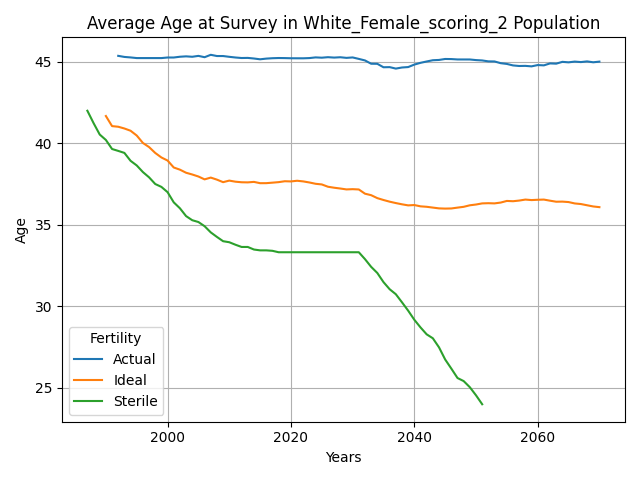 Average Age at Survey in White_Female_scoring_2 Population
45
40
35
30
25
Age
Fertility
Actual
Ideal
Sterile
2000 2020 2040 2060
Years